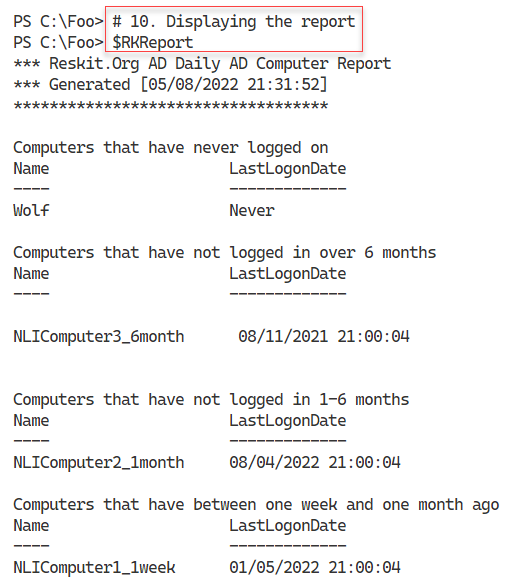 PS C:\Foo> # 10. Displaying the report
PS C:\Foo> $RKReport
*** Reskit.Org AD Daily AD Computer Report
*** Generated [05/08/2022 21:31:52]
***********************************

Computers that have never logged on
Name                    LastLogonDate
----                    -------------
Wolf                    Never

Computers that have not logged in over 6 months
Name                    LastLogonDate
----                    -------------

NLIComputer3_6month      08/11/2021 21:00:04


Computers that have not logged in 1-6 months
Name                    LastLogonDate
----                    -------------
NLIComputer2_1month     08/04/2022 21:00:04

Computers that have between one week and one month ago
Name                    LastLogonDate
----                    -------------
NLIComputer1_1week      01/05/2022 21:00:04